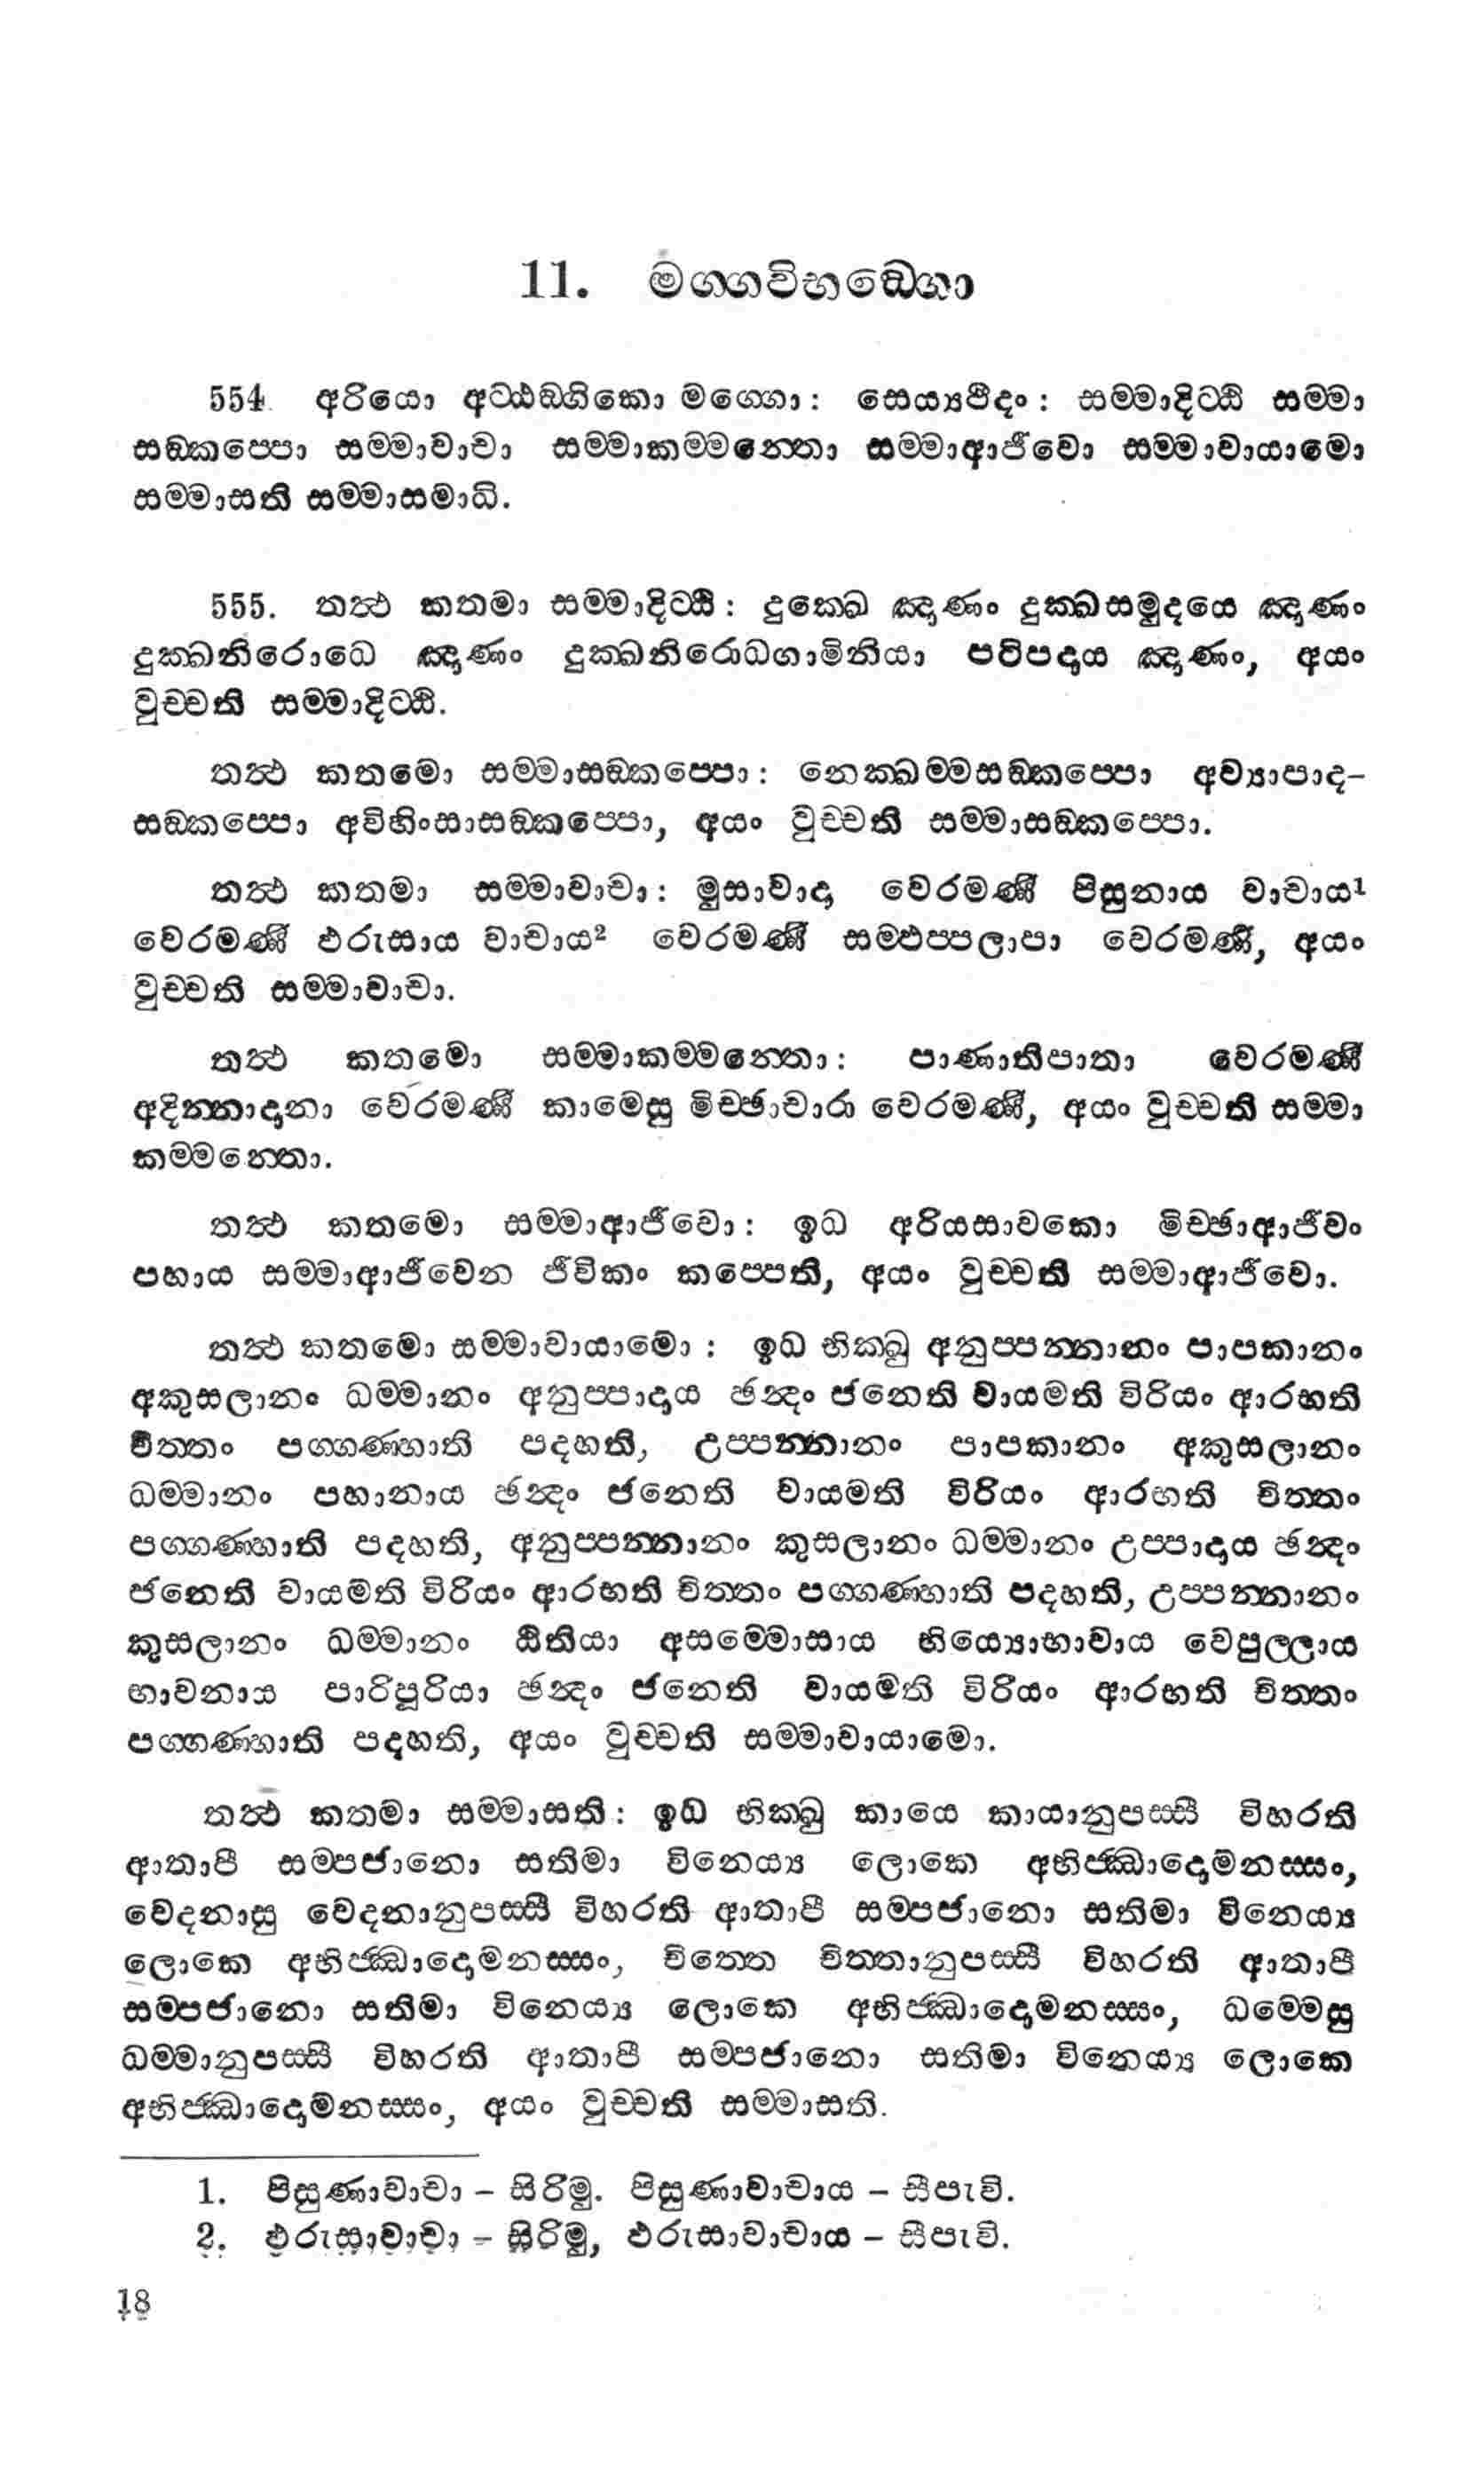 11. මග්ගවිභඞ්ගො
554. අරියො අට්ඨඞ්ගිකො මග්ගො: සෙය්‍යථීදං: සම්මාදිට්ඨි සම්මා
සඞ්කප්පො සම්මාවාචා සම්මාකම්මන්තො සම්මාආජීවො සම්මාවායාමො
සම්මාසති සම්මාසමාධි.
555. තත්‍ථ කතමා සම්මාදිට්ඨි: දුක්ඛෙ ඤාණං දුක්ඛසමුදයෙ ඤාණං
දුක්ඛනිරොධෙ ඤාණං දුක්ඛනිරොධගාමිනියා පටිපදාය ඤාණං, අයං
වුච්චති සම්මාදිට්ඨි.
තත්‍ථ කතමො සම්මාසඞ්කප්පො: නෙක්ඛම්මසඞ්කප්පො අව්‍යාපාද-
සඞ්කප්පො අවිහිංසාසඞ්කප්පො, අයං වුච්චති සම්මාසඞ්කප්පො.
තත්‍ථ කතමා සම්මාවාචා: මුසාවාදා වෙරමණී පිසුනාය වාචාය¹
වෙරමණී ඵරුසාය වාචාය² වෙරමණී සම්ඵප්පලාපා වෙරමණී, අයං
වුච්චති සම්මාවාචා.
තත්‍ථ කතමො සම්මාකම්මන්තො: පාණාතිපාතා වෙරමණී
අදින්නාදානා වෙරමණී කාමෙසු මිච්ඡාචාරා වෙරමණී, අයං වුච්චති සම්මා
කම්මන්තො.
තත්‍ථ කතමො සම්මාආජීවො: ඉධ අරියසාවකො මිච්ඡාආජීවං
පහාය සම්මාආජීවෙන ජීවිකං කප්පෙති, අයං වුච්චති සම්මාආජීවො.
තත්‍ථ කතමො සම්මාවායාමො : ඉධ භික්ඛු අනුප්පන්නානං පාපකානං
අකුසලානං ධම්මානං අනුප්පාදාය ඡන්‍දං ජනෙති වායමති විරියං ආරභති
චිත්තං පග්ගණ්හාති පදහති, උප්පන්නානං පාපකානං අකුසලානං
ධම්මානං පහානාය ඡන්‍දං ජනෙති වායමති විරියං ආරභති චිත්තං
පග්ගණ්හාති පදහති, අනුප්පන්නානං කුසලානං ධම්මානං උප්පාදාය ඡන්‍දං
ජනෙති වායමති විරියං ආරභති චිත්තං පග්ගණ්හාති පදහති, උප්පන්නානං
කුසලානං ධම්මානං ඨිතියා අසම්මොසාය භිය්‍යොභාවාය වෙපුල්ලාය
භාවනාය පාරිපූරියා ඡන්‍දං ජනෙති වායමති විරියං ආරභති චිත්තං
පග්ගණ්හාති පදහති, අයං වුච්චති සම්මාවායාමො.
තත්‍ථ කතමා සම්මාසති: ඉධ භික්ඛු කායෙ කායානුපස්සී විහරති
ආතාපී සම්පජානො සතිමා විනෙය්‍ය ලොකෙ අභිජ්ඣාදොමනස්සං,
වෙදනාසු වෙදනානුපස්සී විහරති ආතාපී සම්පජානො සතිමා විනෙය්‍ය
ලොකෙ අභිජ්ඣාදොමනස්සං, චිත්තෙ චිත්තානුපස්සී විහරති ආතාපී
සම්පජානො සතිමා විනෙය්‍ය ලොකෙ අභිජ්ඣාදොමනස්සං, ධම්මෙසු
ධම්මානුපස්සී විහරති ආතාපී සම්පජානො සතිමා විනෙය්‍ය ලොකෙ
අභිජ්ඣාදොමනස්සං, අයං වුච්චති සම්මාසති.
1. පිසුණාවාචා – සිරිමු. පිසුණාවාචාය – සීපැවි.
2. ඵරුසාවාචා – සිරිමු, ඵරුසාවාචාය – සීපැවි.
18